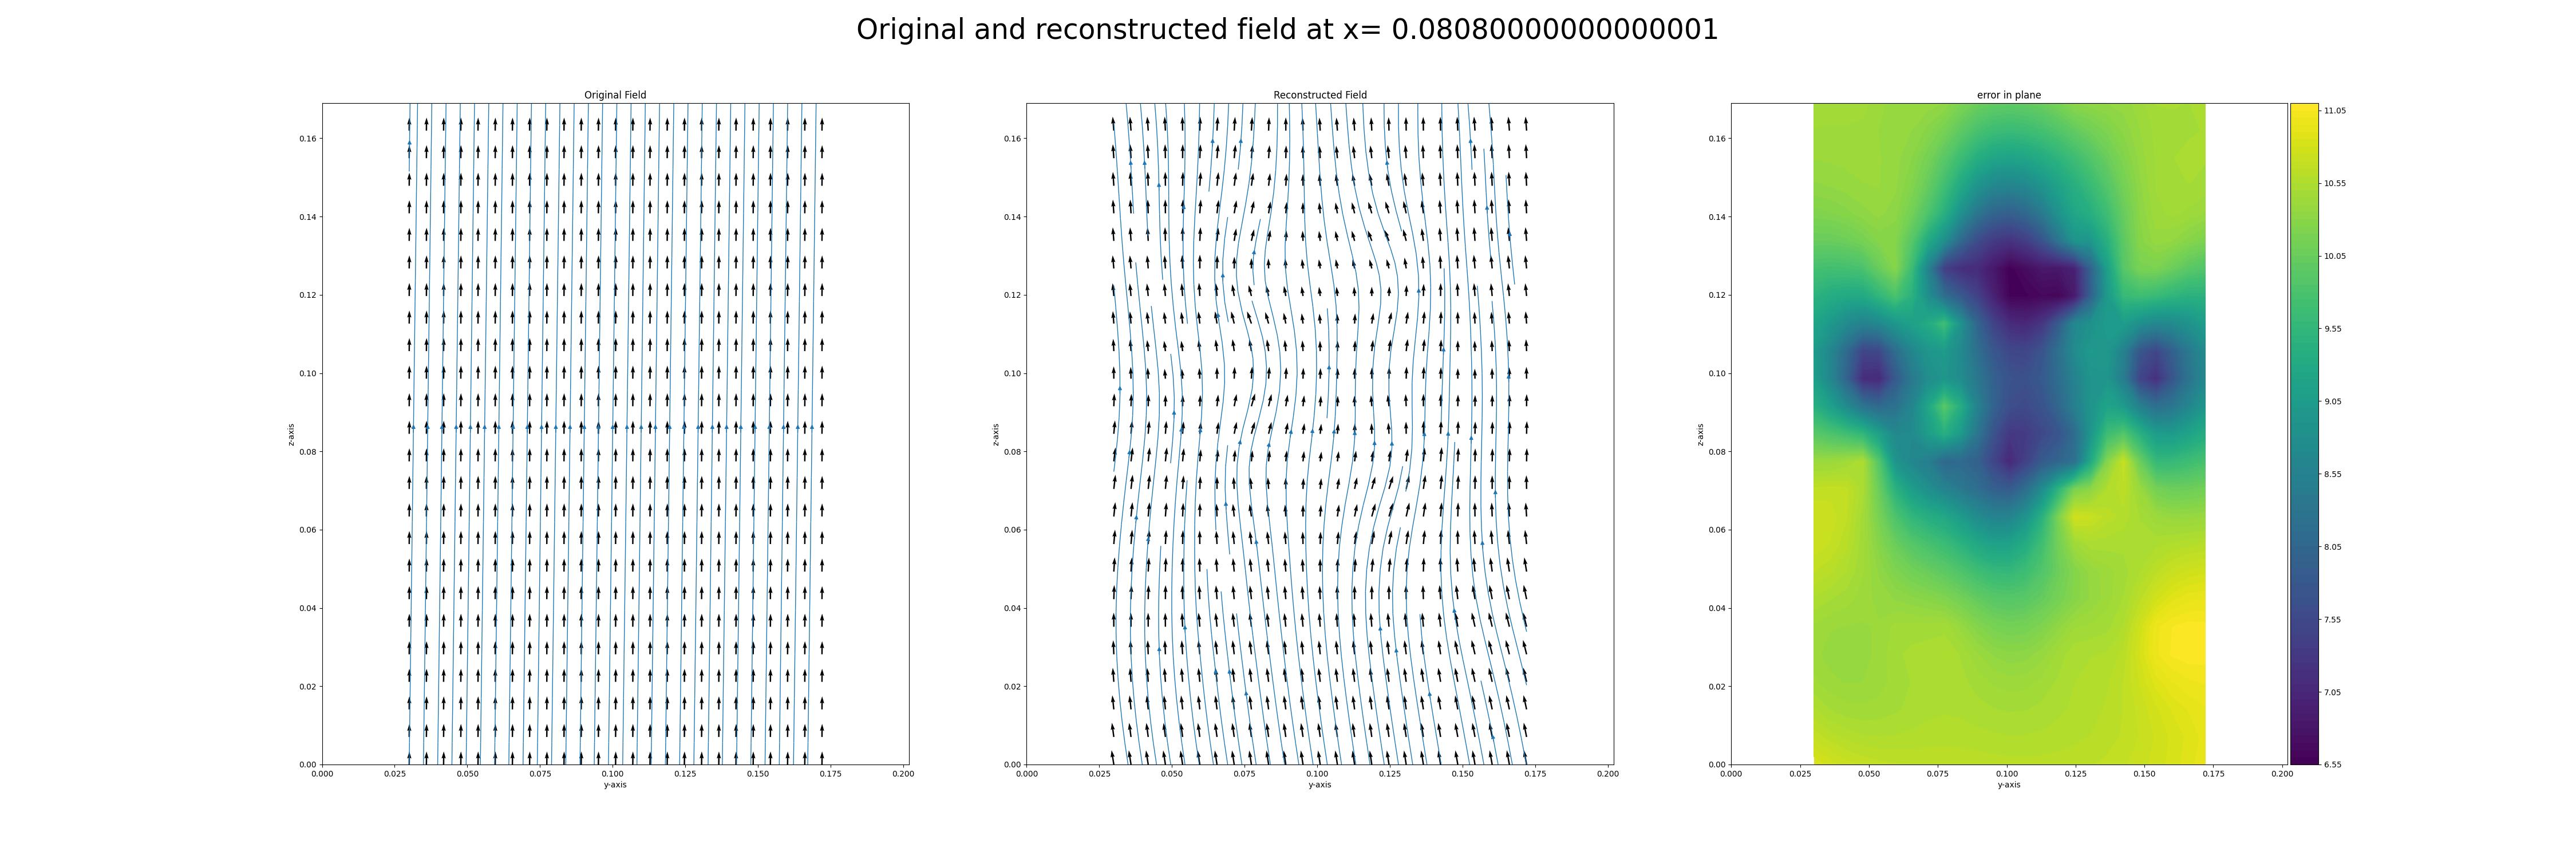 Original and reconstructed field at x= 0.08080000000000001
Original Field
z-axis
0.16
0.14
0.12
0.10
0.08
0.06
0.04
0.02
0.00
0.000 0.025 0.050 0.075 0.100 0.125 0.150 0.175 0.200
y-axis
Reconstructed Field
z-axis
0.16
0.14
0.12
0.10
0.08
0.06
0.04
0.02
0.00
0.000 0.025 0.050 0.075 0.100 0.125 0.150 0.175 0.200
y-axis
error in plane
z-axis
0.16
0.14
0.12
0.10
0.08
0.06
0.04
0.02
0.00
0.000 0.025 0.050 0.075 0.100 0.125 0.150 0.175 0.200
y-axis
11.05
10.55
10.05
9.55
9.05
8.55
8.05
7.55
7.05
6.55